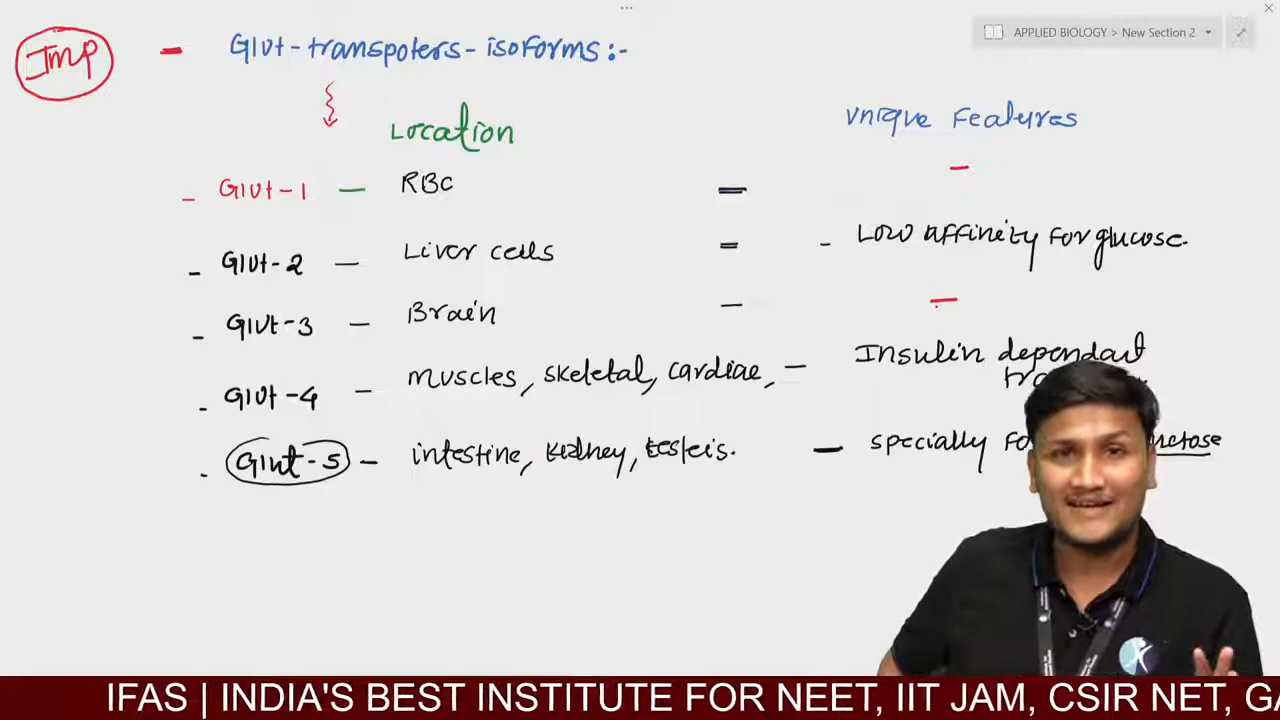 APPLIED BIOLOGY > New Section 2
Imp - Glut-transpoters-isoforms:-
Location Unique Features
- Glut-1 — RBC — -
- Glut-2 — Liver cells = - Low affinity for glucose.
- Glut-3 — Brain — -
- Glut-4 — muscles, skeletal, cardiac, — Insulin dependant
- Glut-5 — intestine, kidney, — specially
IFAS | INDIA'S BEST INSTITUTE FOR NEET, IIT JAM, CSIR NET, GA